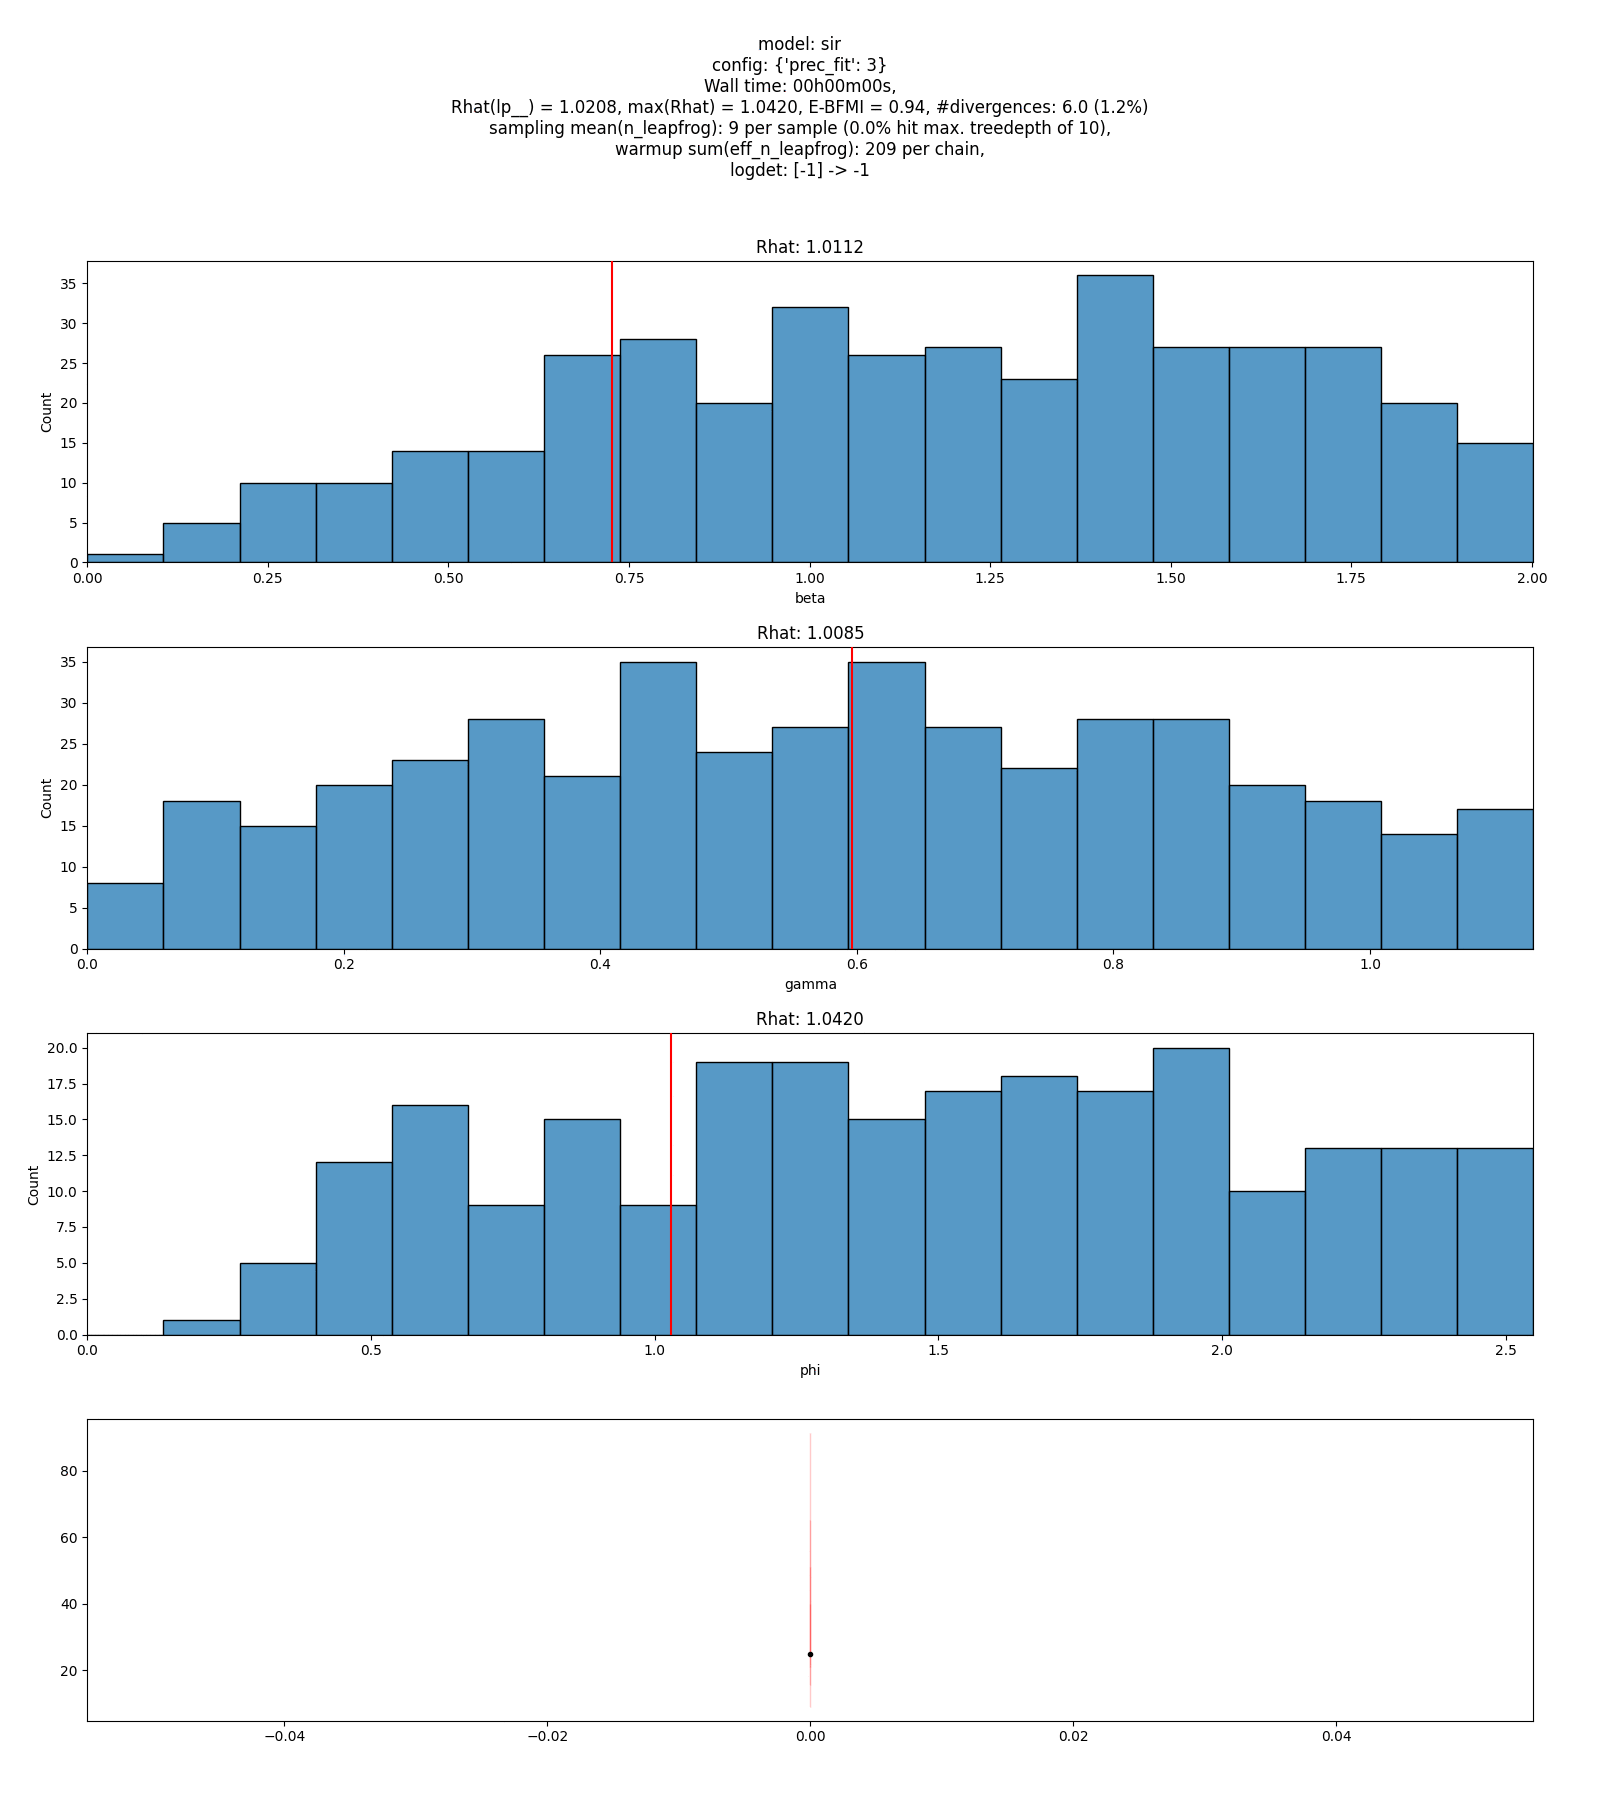 model: sir
config: {'prec_fit': 3}
Wall time: 00h00m00s,
Rhat(lp__) = 1.0208, max(Rhat) = 1.0420, E-BFMI = 0.94, #divergences: 6.0 (1.2%)
sampling mean(n_leapfrog): 9 per sample (0.0% hit max. treedepth of 10),
warmup sum(eff_n_leapfrog): 209 per chain,
logdet: [-1] -> -1
Rhat: 1.0112
35
30
25
20
15
10
5
0
Count
0.00 0.25 0.50 0.75 1.00 1.25 1.50 1.75 2.00
beta
Rhat: 1.0085
35
30
25
20
15
10
5
0
Count
0.0 0.2 0.4 0.6 0.8 1.0
gamma
Rhat: 1.0420
20.0
17.5
15.0
12.5
10.0
7.5
5.0
2.5
0.0
Count
0.0 0.5 1.0 1.5 2.0 2.5
phi
80
60
40
20
−0.04 −0.02 0.00 0.02 0.04